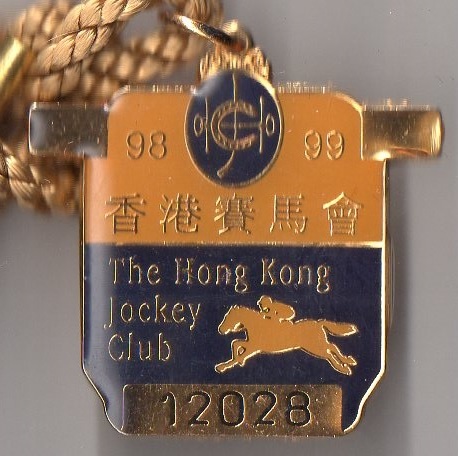 98 99
香港賽馬會
The Hong Kong
Jockey
Club
12028